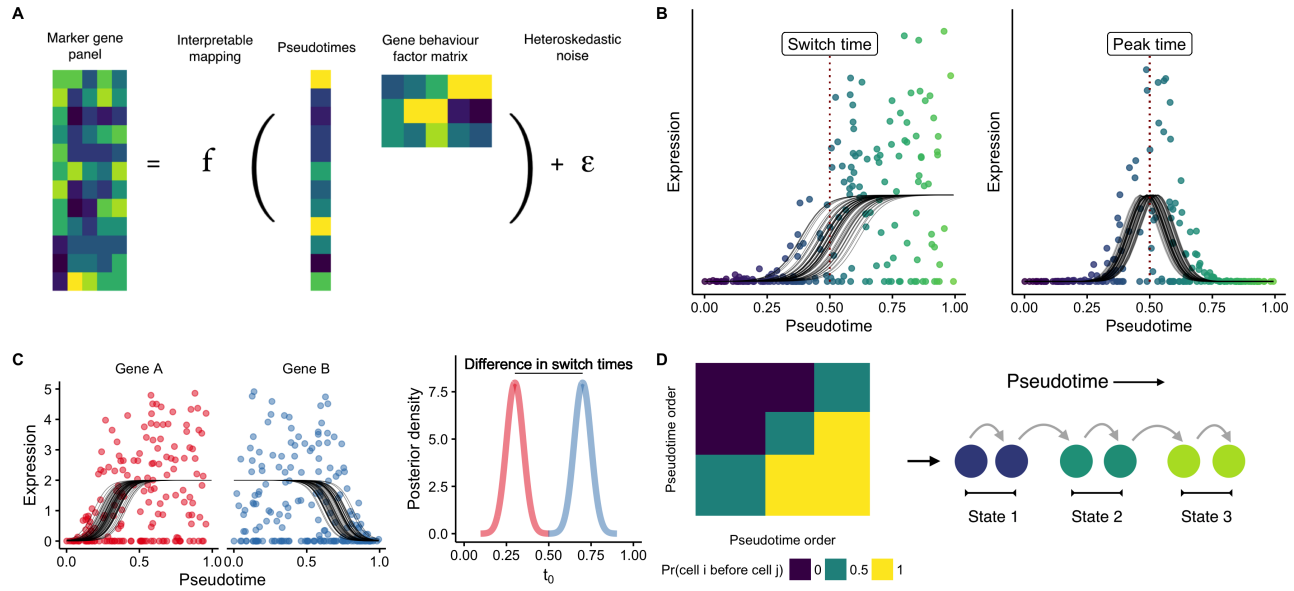 A
Marker gene
panel
Interpretable
mapping
Pseudotimes
Gene behaviour
factor matrix
Heteroskedastic
noise
= f ( ) + ε
B
Switch time
Expression
0.00 0.25 0.50 0.75 1.00
Pseudotime
Peak time
Expression
0.00 0.25 0.50 0.75 1.00
Pseudotime
C
Gene A
Gene B
Expression
5
4
3
2
1
0
0.0 0.5 1.0
0.0 0.5 1.0
Pseudotime
Difference in switch times
Posterior density
7.5
5.0
2.5
0.0
0.00 0.25 0.50 0.75 1.00
t0
D
Pseudotime order
Pseudotime order
Pr(cell i before cell j) 0 0.5 1
Pseudotime
State 1
State 2
State 3